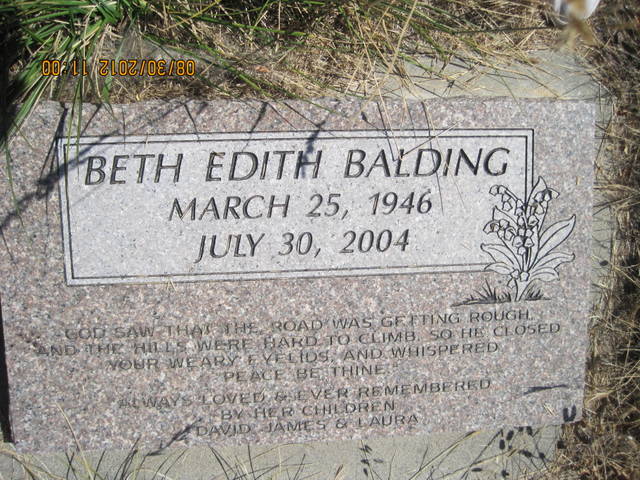 08/30/2012 11:00
BETH EDITH BALDING
MARCH 25, 1946
JULY 30, 2004
GOD SAW THAT THE ROAD WAS GETTING ROUGH,
AND THE HILLS WERE HARD TO CLIMB. SO HE CLOSED
YOUR WEARY EYELIDS, AND WHISPERED
PEACE BE THINE."
ALWAYS LOVED & EVER REMEMBERED
BY HER CHILDREN
DAVID, JAMES & LAURA